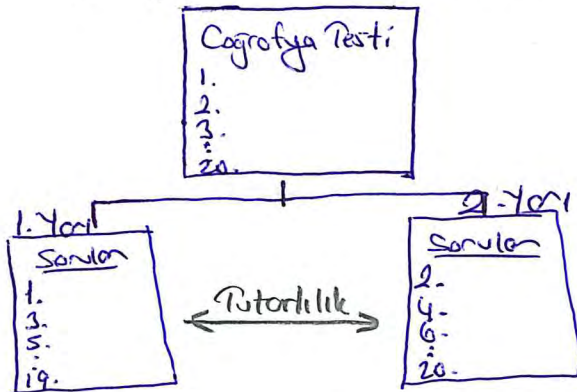 Coğrafya Testi
1.
2.
3.
:
20.
1. Yarı
Sorular
1.
3.
5.
:
19.
Tutarlılık
2. Yarı
Sorular
2.
4.
6.
:
20.